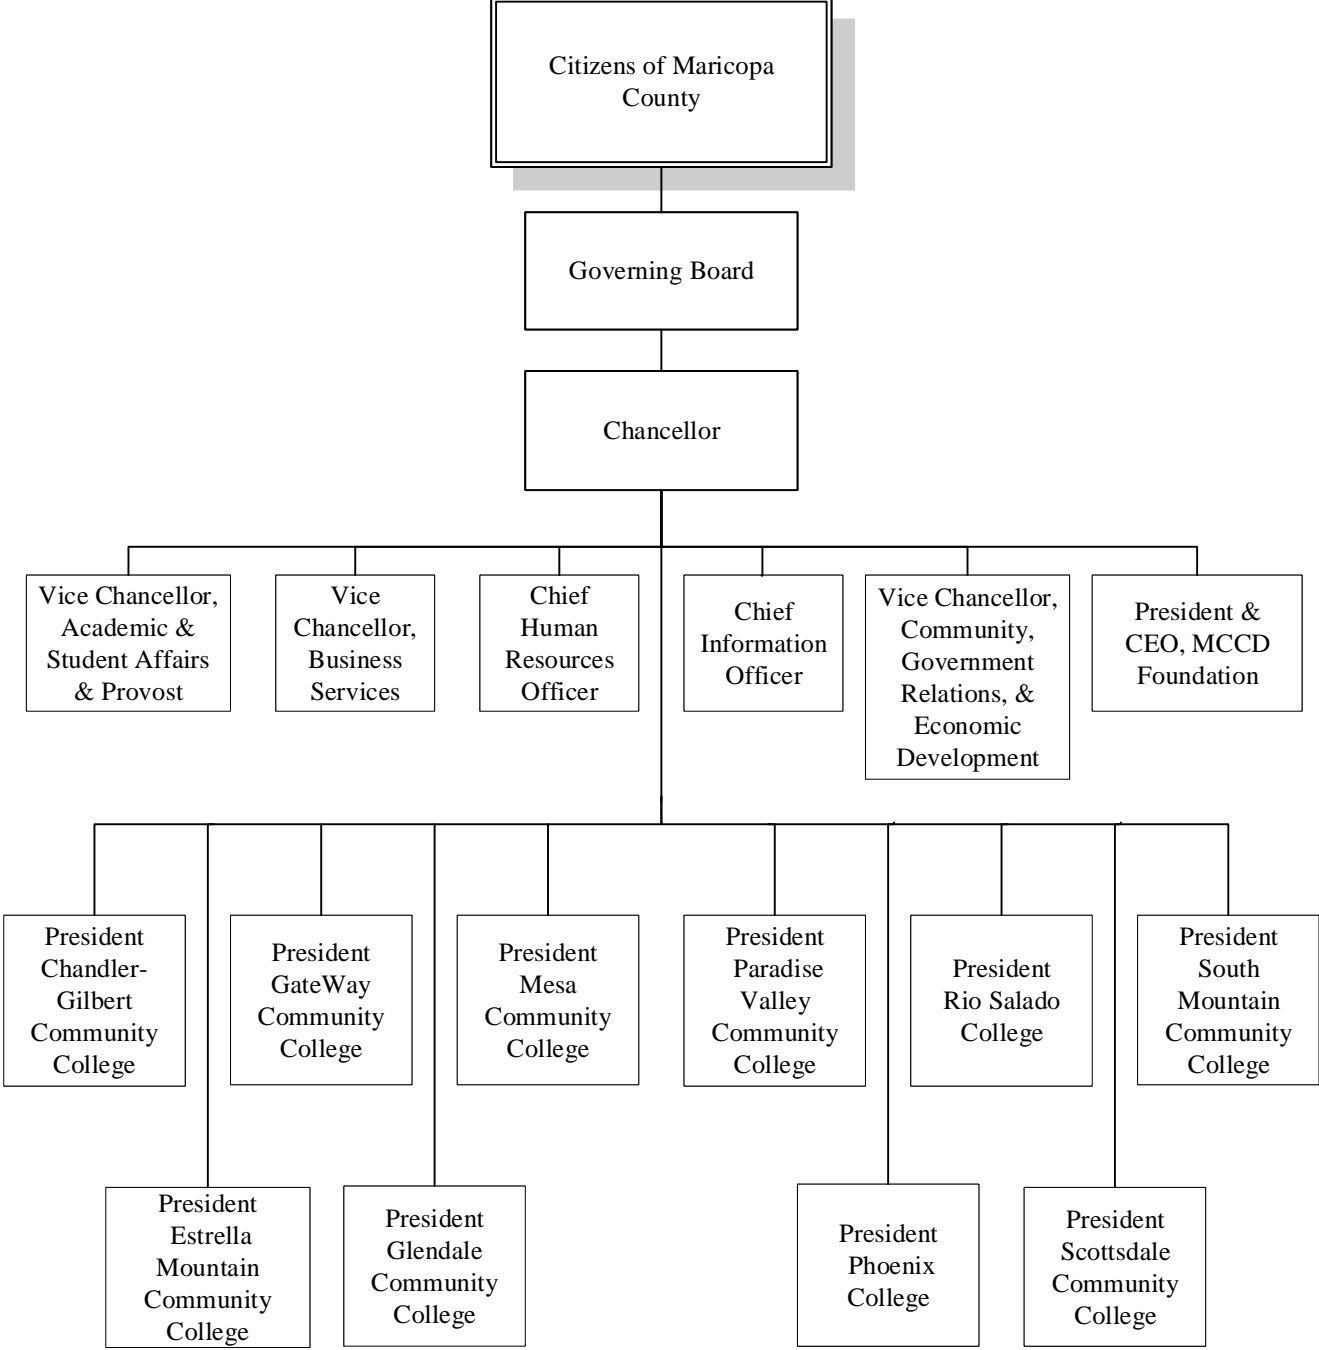 Citizens of Maricopa
County
Governing Board
Chancellor
Vice Chancellor,
Academic &
Student Affairs
& Provost
Vice
Chancellor,
Business
Services
Chief
Human
Resources
Officer
Chief
Information
Officer
Vice Chancellor,
Community,
Government
Relations, &
Economic
Development
President &
CEO, MCCD
Foundation
President
Chandler-
Gilbert
Community
College
President
GateWay
Community
College
President
Mesa
Community
College
President
Paradise
Valley
Community
College
President
Rio Salado
College
President
South
Mountain
Community
College
President
Estrella
Mountain
Community
College
President
Glendale
Community
College
President
Phoenix
College
President
Scottsdale
Community
College